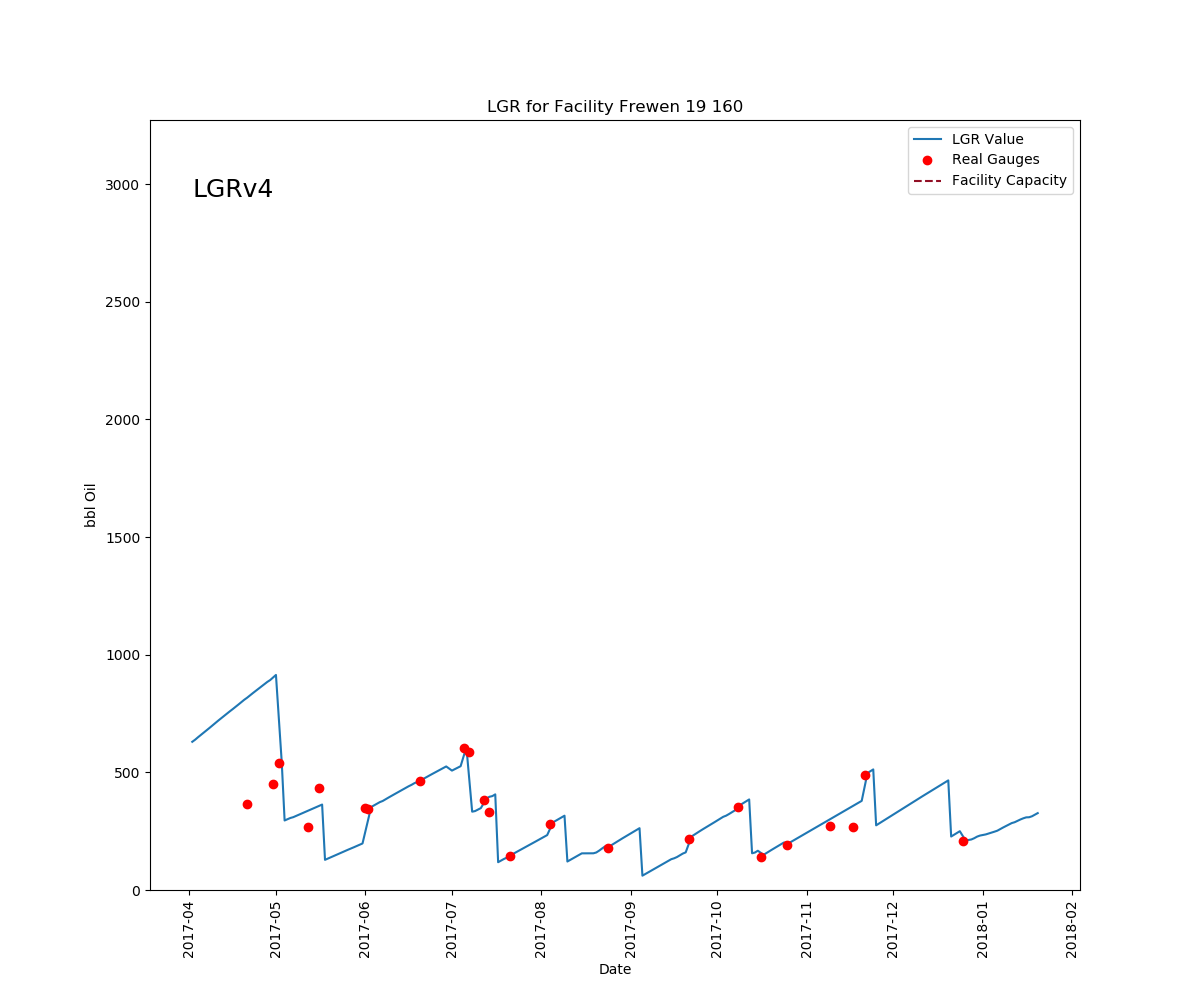 LGR for Facility Frewen 19 160
LGRv4
LGR Value
Real Gauges
Facility Capacity
3000
2500
2000
1500
1000
500
0
bbl Oil
2017-04
2017-05
2017-06
2017-07
2017-08
2017-09
2017-10
2017-11
2017-12
2018-01
2018-02
Date